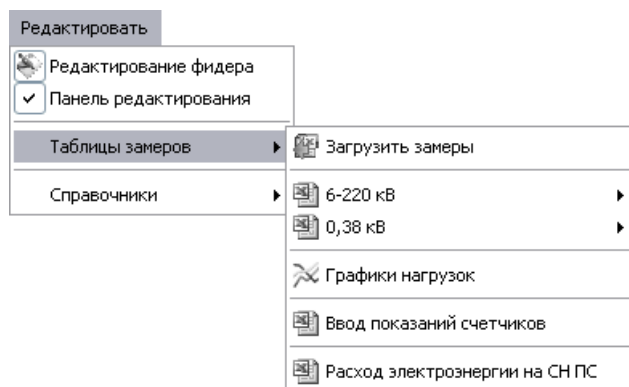 Редактировать
Редактирование фидера
Панель редактирования
Таблицы замеров
Справочники
Загрузить замеры
6-220 кВ
0,38 кВ
Графики нагрузок
Ввод показаний счетчиков
Расход электроэнергии на СН ПС